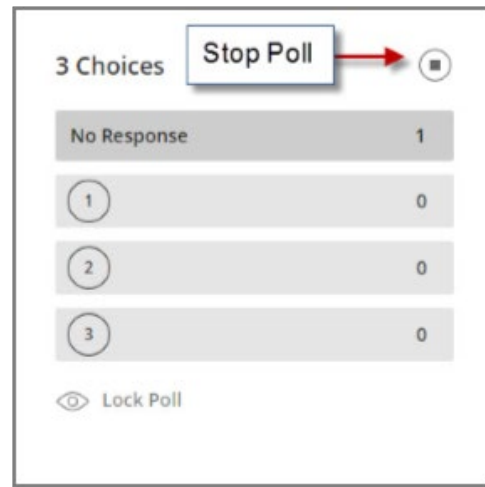 3 Choices
Stop Poll
No Response 1
1 0
2 0
3 0
Lock Poll